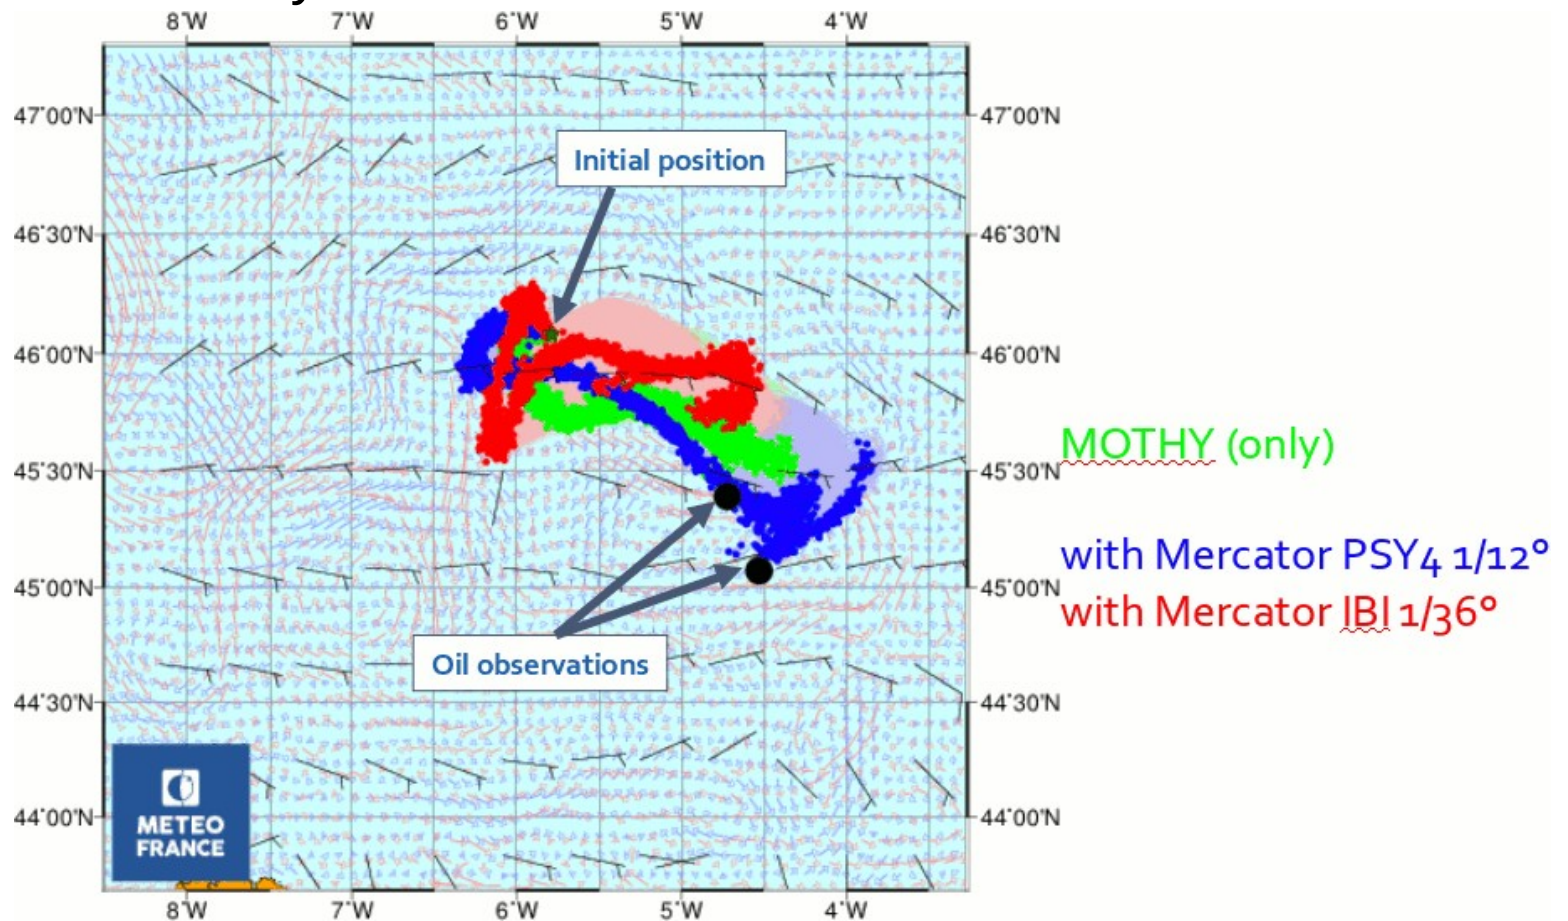 8°W 7°W 6°W 5°W 4°W
47°00'N 47°00'N
Initial position
46°30'N 46°30'N
46°00'N 46°00'N
MOTHY (only)
45°30'N 45°30'N
with Mercator PSY4 1/12°
45°00'N 45°00'N
with Mercator IBI 1/36°
Oil observations
44°30'N 44°30'N
METEO
FRANCE
44°00'N 44°00'N
8°W 7°W 6°W 5°W 4°W